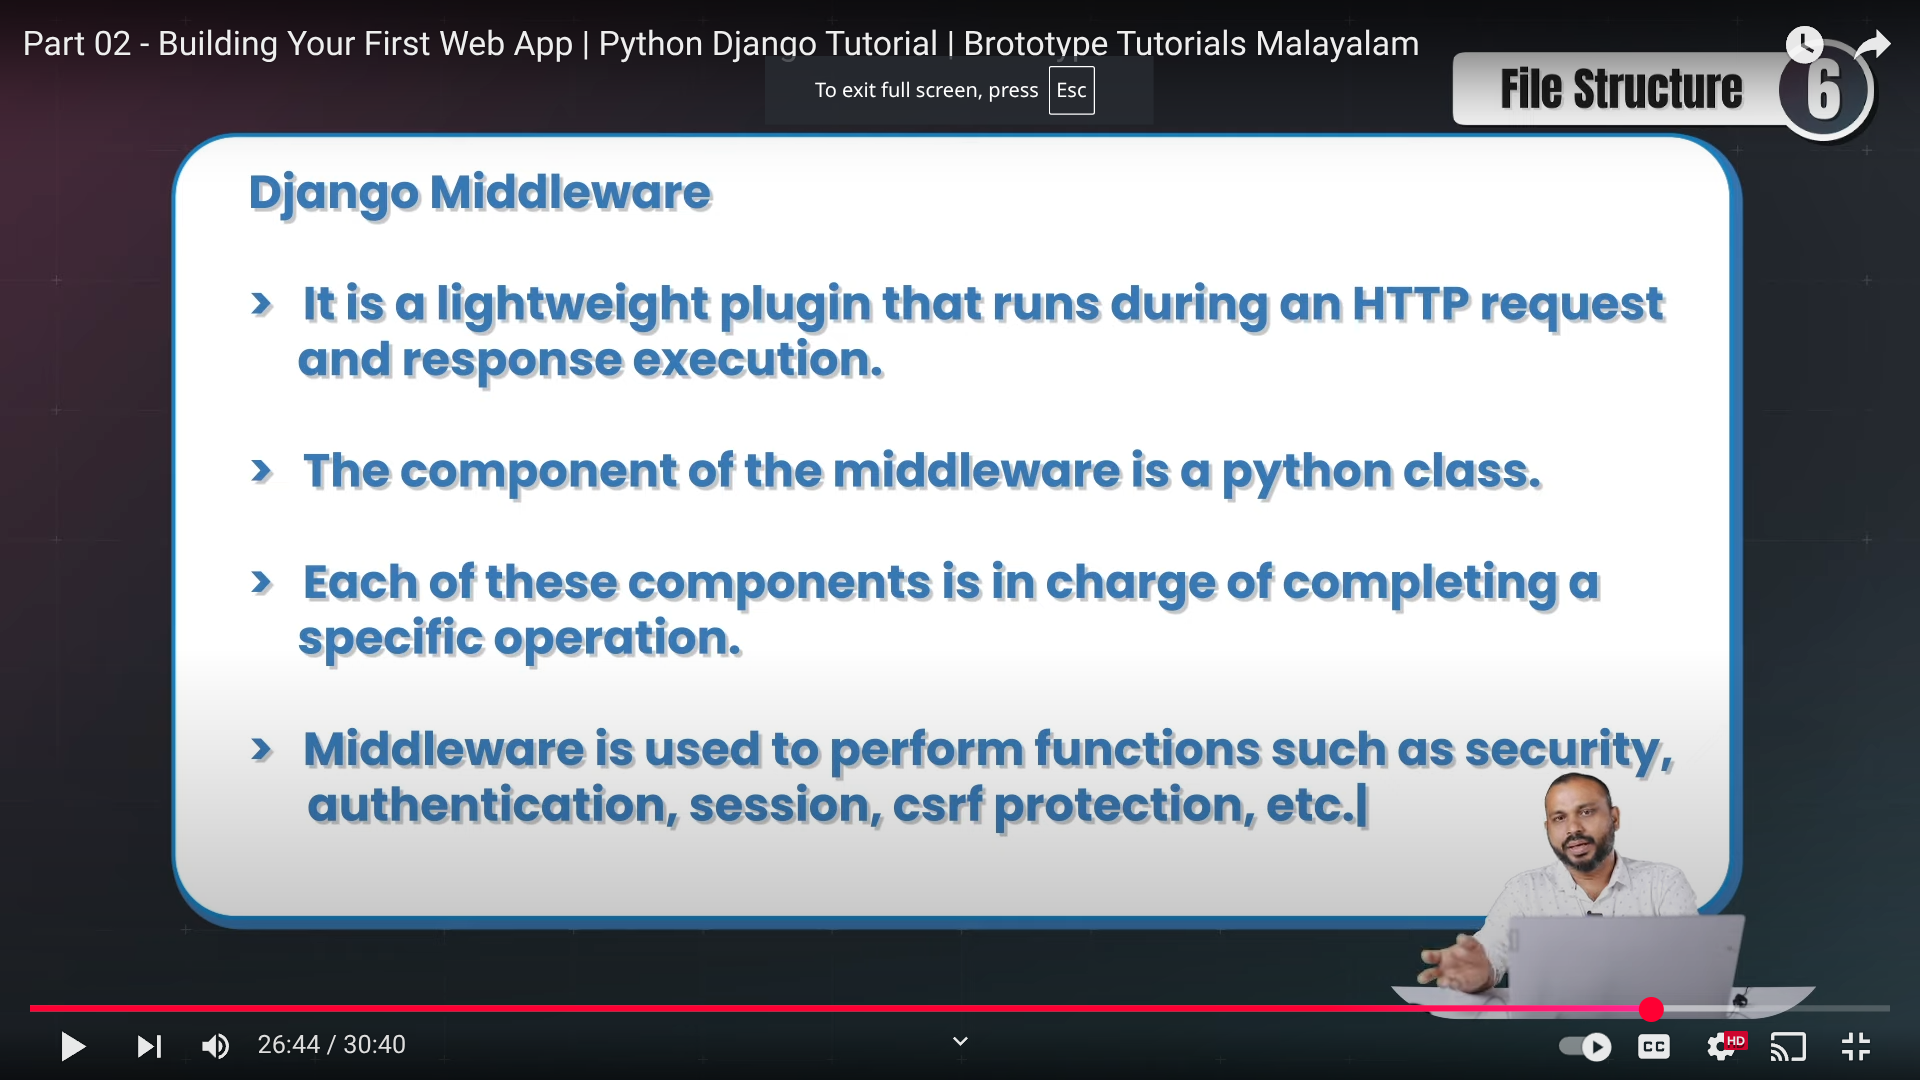 Part 02 - Building Your First Web App | Python Django Tutorial | Brototype Tutorials Malayalam
To exit full screen, press Esc
File Structure 6
Django Middleware
> It is a lightweight plugin that runs during an HTTP request
and response execution.
> The component of the middleware is a python class.
> Each of these components is in charge of completing a
specific operation.
> Middleware is used to perform functions such as security,
authentication, session, csrf protection, etc.|
26:44 / 30:40
CC
HD